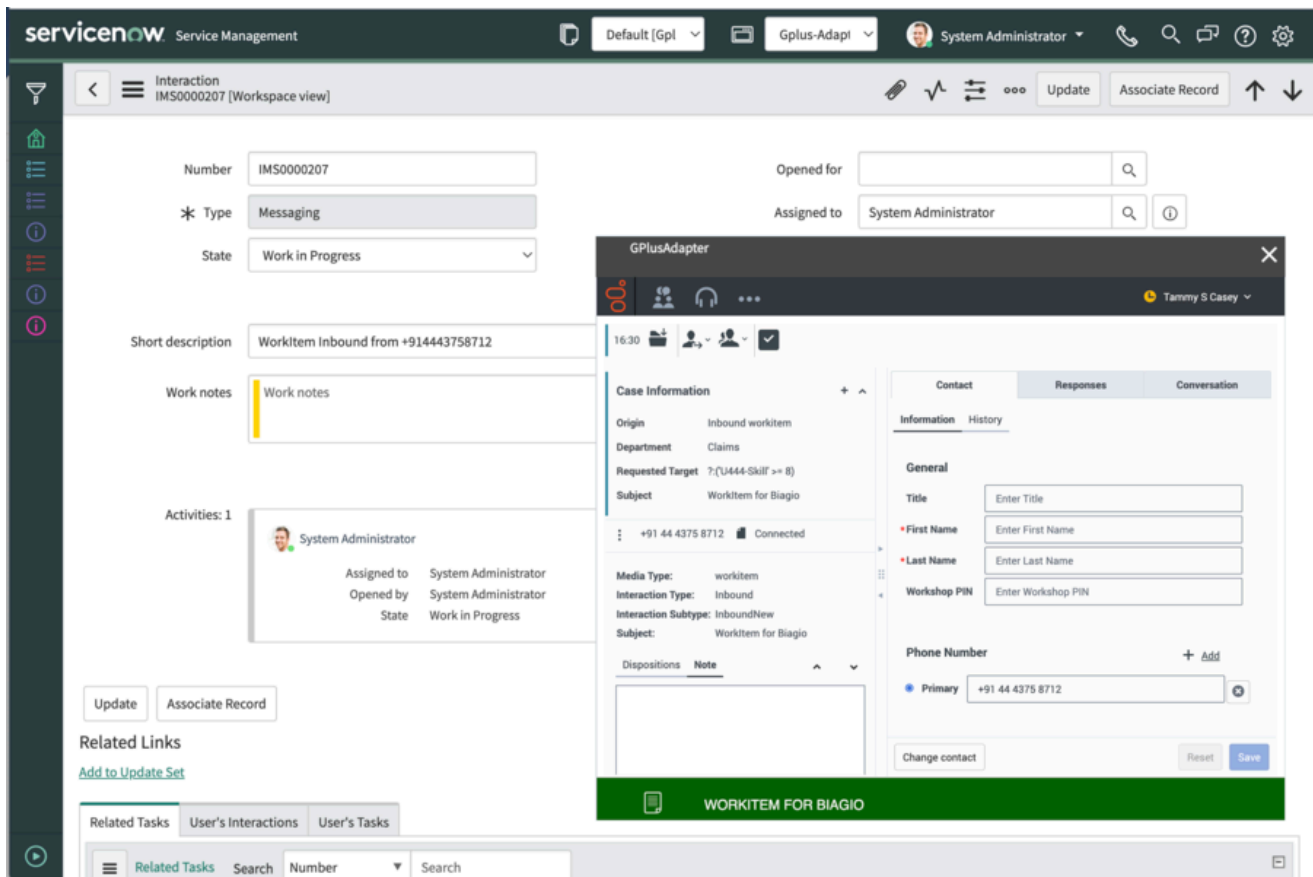 servicenow Service Management
Default [Gpl
Gplus-Adapt
System Administrator
Interaction
IMS0000207 [Workspace view]
Update
Associate Record
Number IMS0000207
Type Messaging
State Work in Progress
Opened for
Assigned to System Administrator
Short description WorkItem Inbound from +914443758712
Work notes Work notes
Activities: 1
System Administrator
Assigned to System Administrator
Opened by System Administrator
State Work in Progress
Update
Associate Record
Related Links
Add to Update Set
Related Tasks User's Interactions User's Tasks
Related Tasks Search Number Search
GPlusAdapter
Tammy S Casey
16:30
Case Information
Origin Inbound workitem
Department Claims
Requested Target ?:('U444-Skill' >= 8)
Subject WorkItem for Biagio
+91 44 4375 8712 Connected
Media Type: workitem
Interaction Type: Inbound
Interaction Subtype: InboundNew
Subject: WorkItem for Biagio
Dispositions Note
Contact Responses Conversation
Information History
General
Title Enter Title
*First Name Enter First Name
*Last Name Enter Last Name
Workshop PIN Enter Workshop PIN
Phone Number + Add
Primary +91 44 4375 8712
Change contact Reset Save
WORKITEM FOR BIAGIO